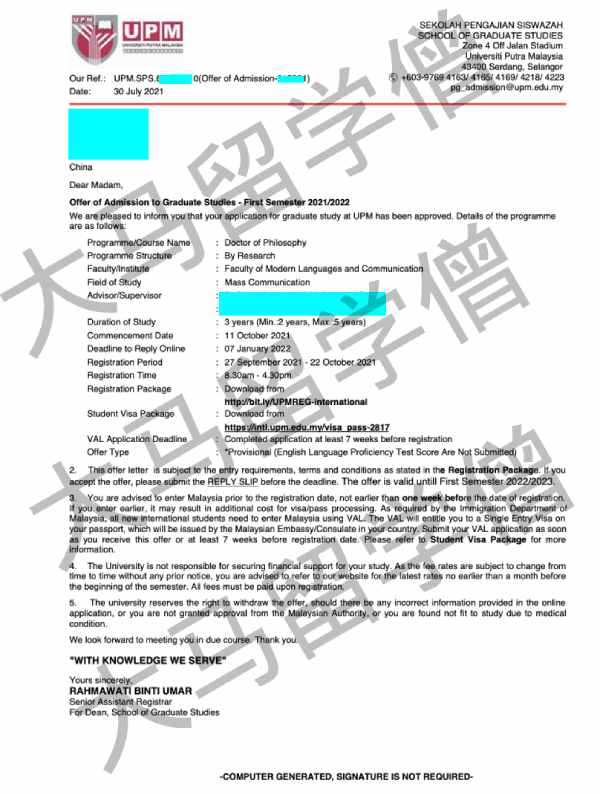 UPM
UPM
UNIVERSITI PUTRA MALAYSIA
SEKOLAH PENGAJIAN SISWAZAH
SCHOOL OF GRADUATE STUDIES
Zone 4 Off Jalan Stadium
Universiti Putra Malaysia
43400 Serdang, Selangor
+603-9769 4163/ 4165/ 4169/ 4218/ 4223
pg_admission@upm.edu.my
Our Ref.: UPM.SPS. 0(Offer of Admission- 1)
Date: 30 July 2021
China
Dear Madam,
Offer of Admission to Graduate Studies - First Semester 2021/2022
We are pleased to inform you that your application for graduate study at UPM has been approved. Details of the programme
are as follows:
Programme/Course Name : Doctor of Philosophy
Programme Structure : By Research
Faculty/Institute : Faculty of Modern Languages and Communication
Field of Study : Mass Communication
Advisor/Supervisor :
:
Duration of Study : 3 years (Min.:2 years, Max.:5 years)
Commencement Date : 11 October 2021
Deadline to Reply Online : 07 January 2022
Registration Period : 27 September 2021 - 22 October 2021
Registration Time : 8.30am - 4.30pm
Registration Package : Download from
http://bit.ly/UPMREG-international
Student Visa Package : Download from
https://intl.upm.edu.my/visa_pass-2817
VAL Application Deadline : Completed application at least 7 weeks before registration
Offer Type : *Provisional (English Language Proficiency Test Score Are Not Submitted)
2. This offer letter is subject to the entry requirements, terms and conditions as stated in the Registration Package. If you
accept the offer, please submit the REPLY SLIP before the deadline. The offer is valid until First Semester 2022/2023.
3. You are advised to enter Malaysia prior to the registration date, not earlier than one week before the date of registration.
If you enter earlier, it may result in additional cost for visa/pass processing. As required by the Immigration Department of
Malaysia, all new international students need to enter Malaysia using VAL. The VAL will entitle you to a Single Entry Visa on
your passport, which will be issued by the Malaysian Embassy/Consulate in your country. Submit your VAL application as soon
as you receive this offer or at least 7 weeks before registration date. Please refer to Student Visa Package for more
information.
4. The University is not responsible for securing financial support for your study. As the fee rates are subject to change from
time to time without any prior notice, you are advised to refer to our website for the latest rates no earlier than a month before
the beginning of the semester. All fees must be paid upon registration.
5. The university reserves the right to withdraw the offer, should there be any incorrect information provided in the online
application, or you are not granted approval from the Malaysian Authority, or you are found not fit to study due to medical
condition.
We look forward to meeting you in due course. Thank you.
"WITH KNOWLEDGE WE SERVE"
Yours sincerely,
RAHMAWATI BINTI UMAR
Senior Assistant Registrar
For Dean, School of Graduate Studies
-COMPUTER GENERATED, SIGNATURE IS NOT REQUIRED-
大马留学僧
大马留学僧
大马留学僧